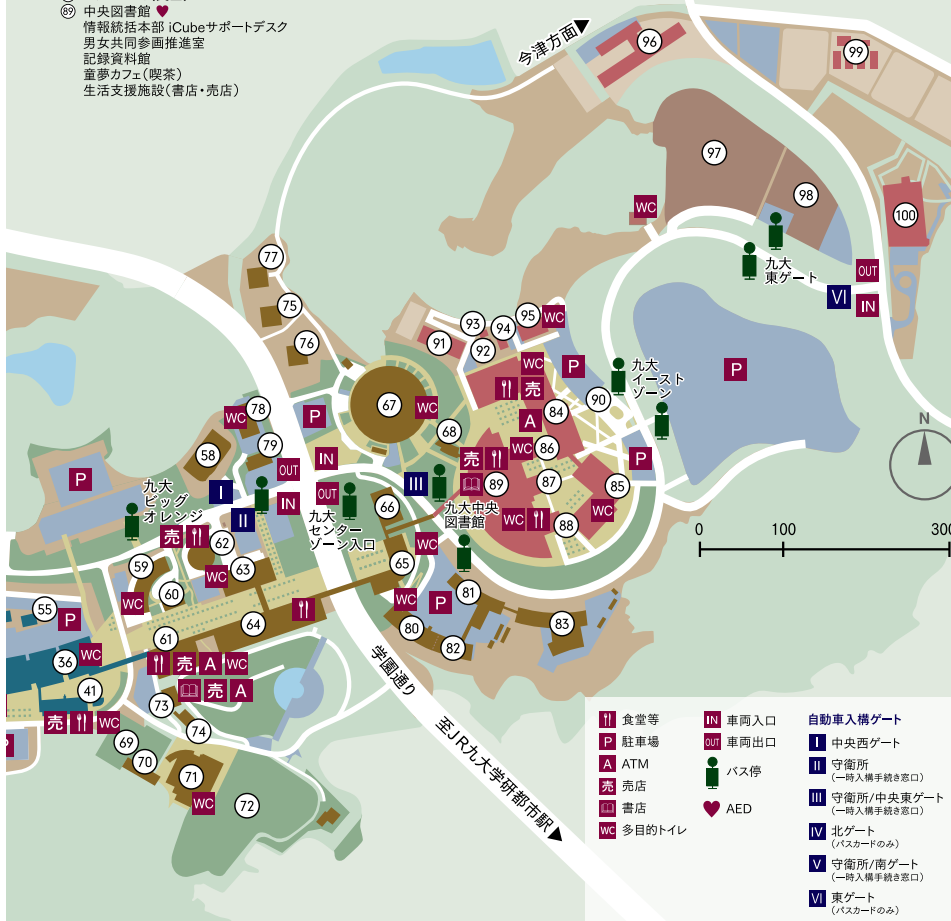 89 中央図書館 ♥
情報統括本部 iCubeサポートデスク
男女共同参画推進室
記録資料館
童夢カフェ(喫茶)
生活支援施設(書店・売店)
今津方面▼
96
99
97
98
100
WC
九大
東ゲート
OUT
VI
IN
77
75
76
93
94
95
WC
91
92
WC
P
九大
イースト
ゾーン
P
売
67
WC
A
84
90
68
WC
86
売
78
WC
P
79
58
IN
OUT
I
II
IN
OUT
III
89
87
85
P
九大中央
図書館
WC
88
WC
66
九大
センター
ゾーン入口
P
九大
ビッグ
オレンジ
売
62
59
63
WC
60
WC
WC
65
81
WC
P
80
82
83
55
P
61
64
36
WC
売
A
WC
41
売
A
73
74
売
WC
69
70
71
WC
72
P
学園通り
至JR九大学研都市駅▶
N
0
100
300
食堂等
P 駐車場
A ATM
売 売店
書店
WC 多目的トイレ
IN 車両入口
OUT 車両出口
バス停
AED
自動車入構ゲート
I 中央西ゲート
II 守衛所
(一時入構手続き窓口)
III 守衛所/中央東ゲート
(一時入構手続き窓口)
IV 北ゲート
(パスカードのみ)
V 守衛所/南ゲート
(一時入構手続き窓口)
VI 東ゲート
(パスカードのみ)